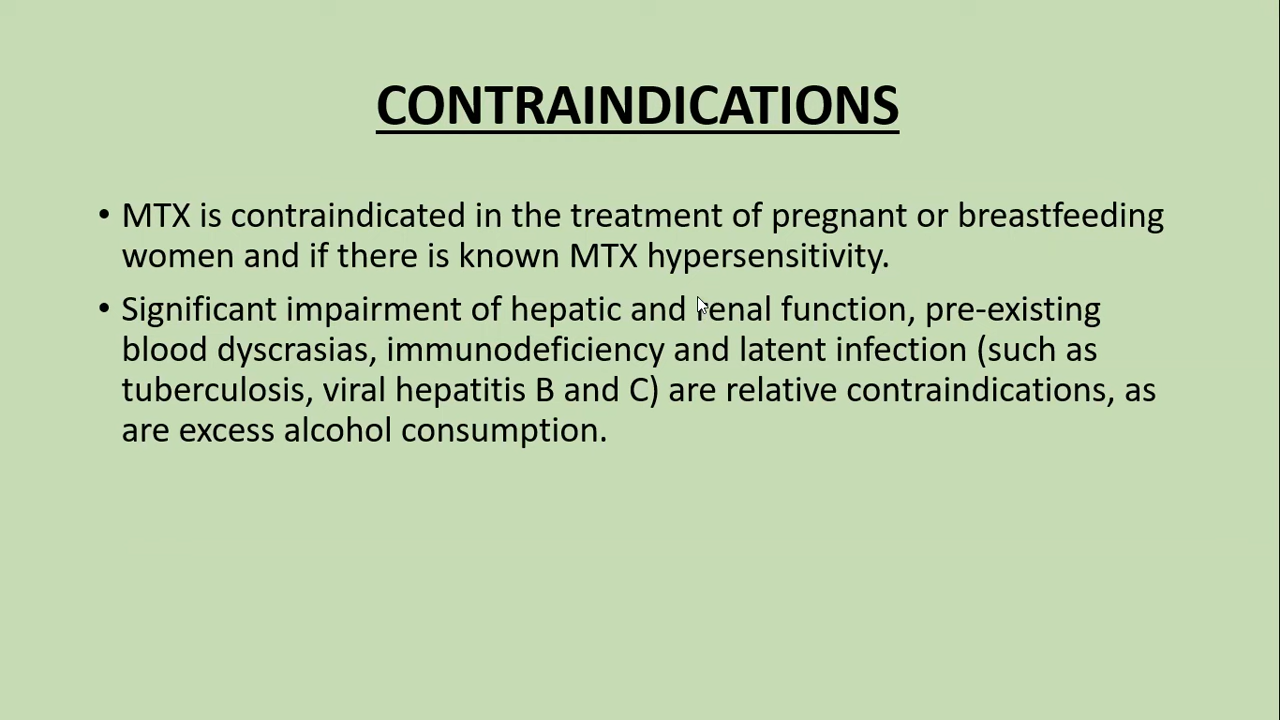 CONTRAINDICATIONS
• MTX is contraindicated in the treatment of pregnant or breastfeeding
women and if there is known MTX hypersensitivity.
• Significant impairment of hepatic and renal function, pre-existing
blood dyscrasias, immunodeficiency and latent infection (such as
tuberculosis, viral hepatitis B and C) are relative contraindications, as
are excess alcohol consumption.